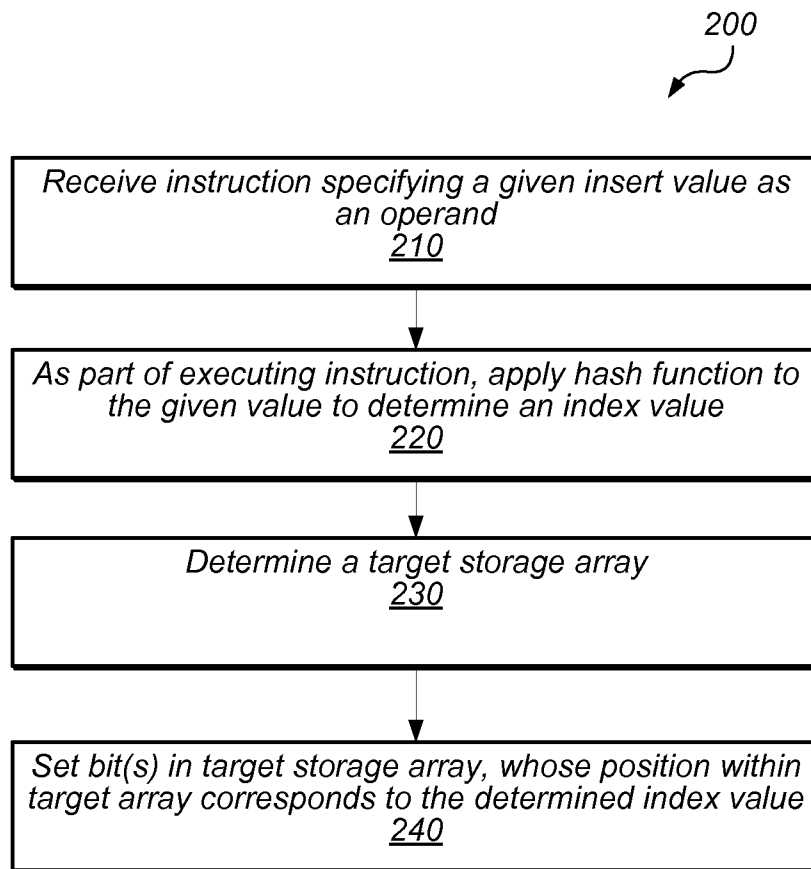 200
Receive instruction specifying a given insert value as
an operand
210
As part of executing instruction, apply hash function to
the given value to determine an index value
220
Determine a target storage array
230
Set bit(s) in target storage array, whose position within
target array corresponds to the determined index value
240